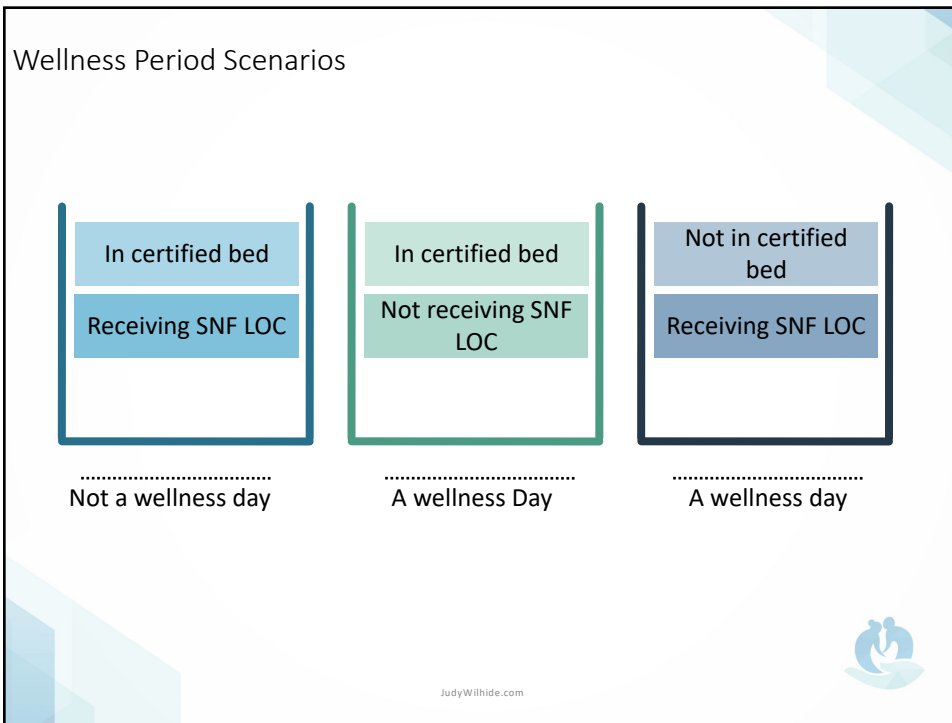 Wellness Period Scenarios
In certified bed
Receiving SNF LOC
In certified bed
Not receiving SNF
LOC
Not in certified
bed
Receiving SNF LOC
Not a wellness day
A wellness Day
A wellness day
JudyWilhide.com